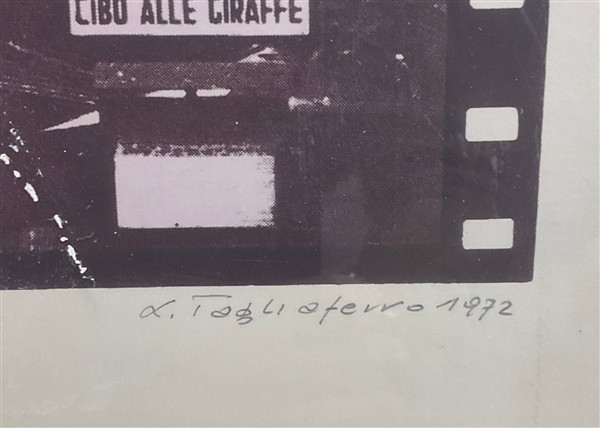 CIBO ALLE GIRAFFE
A. Tagliaferro 1972